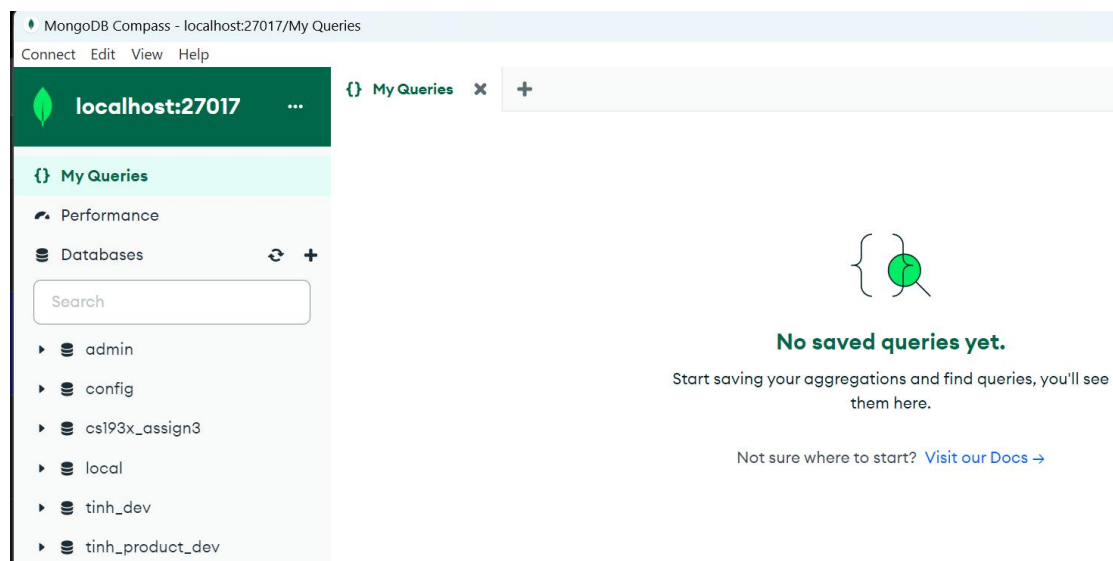 MongoDB Compass - localhost:27017/My Queries
Connect Edit View Help
localhost:27017 ...
{} My Queries
Performance
Databases
Search
admin
config
cs193x_assign3
local
tinh_dev
tinh_product_dev
{} My Queries
No saved queries yet.
Start saving your aggregations and find queries, you'll see
them here.
Not sure where to start? Visit our Docs →